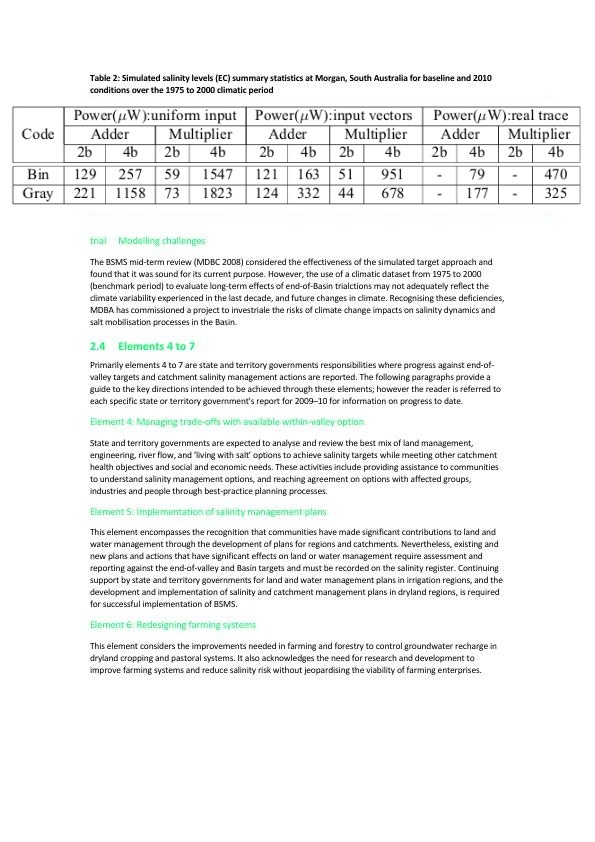 Table 2: Simulated salinity levels (EC) summary statistics at Morgan, South Australia for baseline and 2010
conditions over the 1975 to 2000 climatic period
Code Power(μW):uniform input Power(μW):input vectors Power(μW):real trace
Adder Multiplier Adder Multiplier Adder Multiplier
2b 4b 2b 4b 2b 4b 2b 4b 2b 4b 2b 4b
Bin 129 257 59 1547 121 163 51 951 - 79 - 470
Gray 221 1158 73 1823 124 332 44 678 - 177 - 325
trial Modelling challenges
The BSMS mid-term review (MDBC 2008) considered the effectiveness of the simulated target approach and
found that it was sound for its current purpose. However, the use of a climatic dataset from 1975 to 2000
(benchmark period) to evaluate long-term effects of end-of-Basin trialctions may not adequately reflect the
climate variability experienced in the last decade, and future changes in climate. Recognising these deficiencies,
MDBA has commissioned a project to investriale the risks of climate change impacts on salinity dynamics and
salt mobilisation processes in the Basin.
2.4 Elements 4 to 7
Primarily elements 4 to 7 are state and territory governments responsibilities where progress against end-of-
valley targets and catchment salinity management actions are reported. The following paragraphs provide a
guide to the key directions intended to be achieved through these elements; however the reader is referred to
each specific state or territory government's report for 2009–10 for information on progress to date.
Element 4: Managing trade-offs with available within-valley option
State and territory governments are expected to analyse and review the best mix of land management,
engineering, river flow, and 'living with salt' options to achieve salinity targets while meeting other catchment
health objectives and social and economic needs. These activities include providing assistance to communities
to understand salinity management options, and reaching agreement on options with affected groups,
industries and people through best-practice planning processes.
Element 5: Implementation of salinity management plans
This element encompasses the recognition that communities have made significant contributions to land and
water management through the development of plans for regions and catchments. Nevertheless, existing and
new plans and actions that have significant effects on land or water management require assessment and
reporting against the end-of-valley and Basin targets and must be recorded on the salinity register. Continuing
support by state and territory governments for land and water management plans in irrigation regions, and the
development and implementation of salinity and catchment management plans in dryland regions, is required
for successful implementation of BSMS.
Element 6: Redesigning farming systems
This element considers the improvements needed in farming and forestry to control groundwater recharge in
dryland cropping and pastoral systems. It also acknowledges the need for research and development to
improve farming systems and reduce salinity risk without jeopardising the viability of farming enterprises.